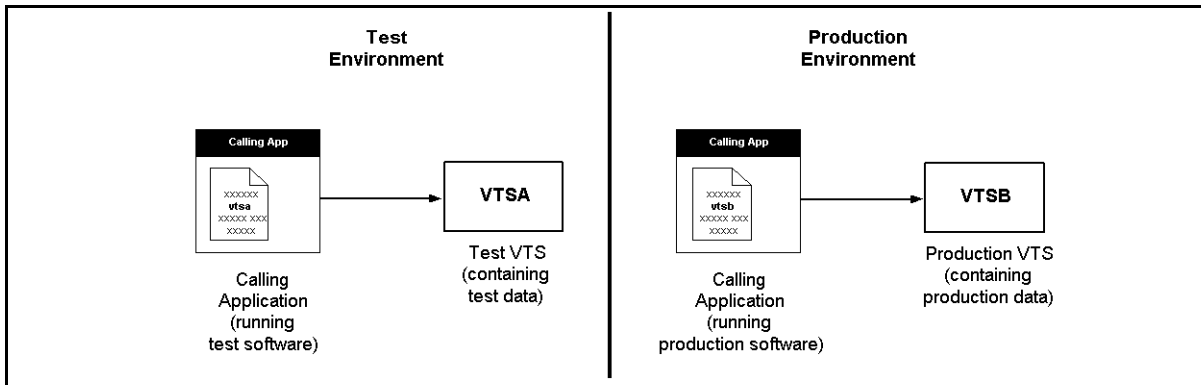 Test
Environment
Calling App
xxxxxx
vtsa
xxxxx xxx
xxxxx
VTSA
Test VTS
(containing
test data)
Calling
Application
(running
test software)
Production
Environment
Calling App
xxxxxx
vtsb
xxxxx xxx
xxxxx
VTSB
Production VTS
(containing
production data)
Calling
Application
(running
production software)